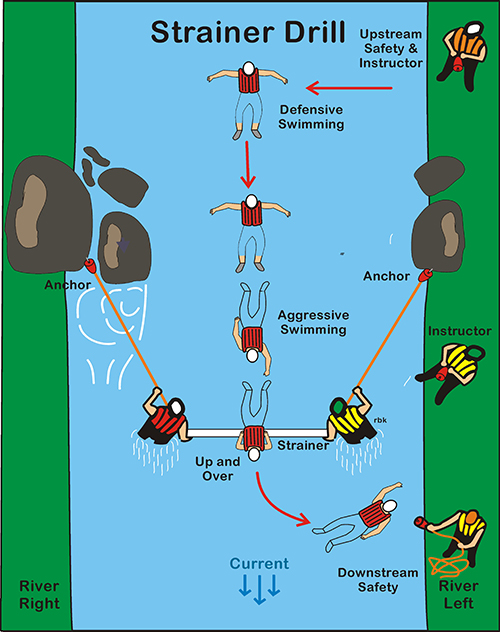 Strainer Drill
Upstream
Safety &
Instructor
Defensive
Swimming
Anchor
Anchor
Aggressive
Swimming
Instructor
rbk
Strainer
Up and
Over
Current
Downstream
Safety
River
Right
River
Left